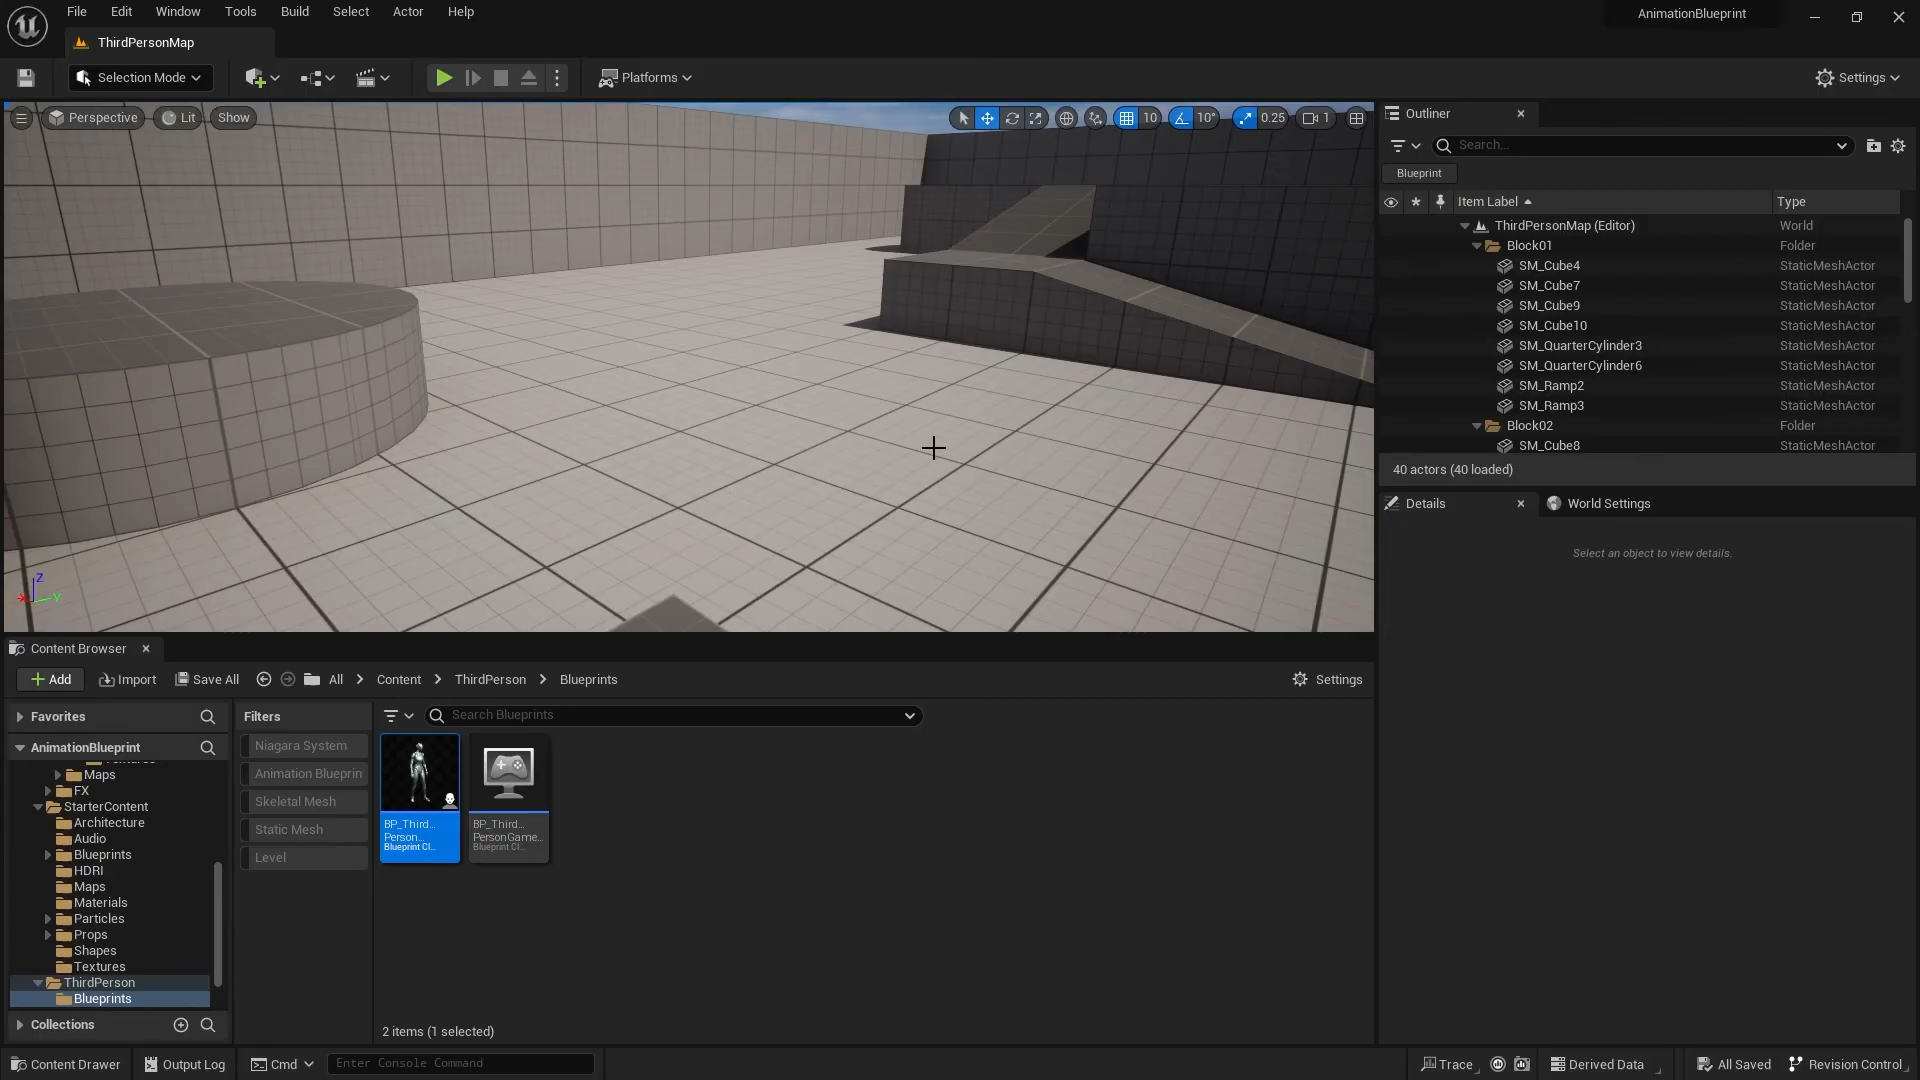 File Edit Window Tools Build Select Actor Help
AnimationBlueprint
ThirdPersonMap
Selection Mode
Platforms
Settings
Perspective
Lit
Show
10
10°
0.25
1
Z
Y
Outliner
Search...
Blueprint
Item Label Type
ThirdPersonMap (Editor) World
Block01 Folder
SM_Cube4 StaticMeshActor
SM_Cube7 StaticMeshActor
SM_Cube9 StaticMeshActor
SM_Cube10 StaticMeshActor
SM_QuarterCylinder3 StaticMeshActor
SM_QuarterCylinder6 StaticMeshActor
SM_Ramp2 StaticMeshActor
SM_Ramp3 StaticMeshActor
Block02 Folder
SM_Cube8 StaticMeshActor
40 actors (40 loaded)
Details
World Settings
Select an object to view details.
Content Browser
Add
Import
Save All
All
Content
ThirdPerson
Blueprints
Settings
Favorites
AnimationBlueprint
Maps
FX
StarterContent
Architecture
Audio
Blueprints
HDRI
Maps
Materials
Particles
Props
Shapes
Textures
ThirdPerson
Blueprints
Collections
Filters
Niagara System
Animation Blueprin
Skeletal Mesh
Static Mesh
Level
Search Blueprints
BP_Third...
Person...
Blueprint Cl...
BP_Third...
PersonGame...
Blueprint Cl...
2 items (1 selected)
Content Drawer
Output Log
Cmd
Enter Console Command
Trace
Derived Data
All Saved
Revision Control